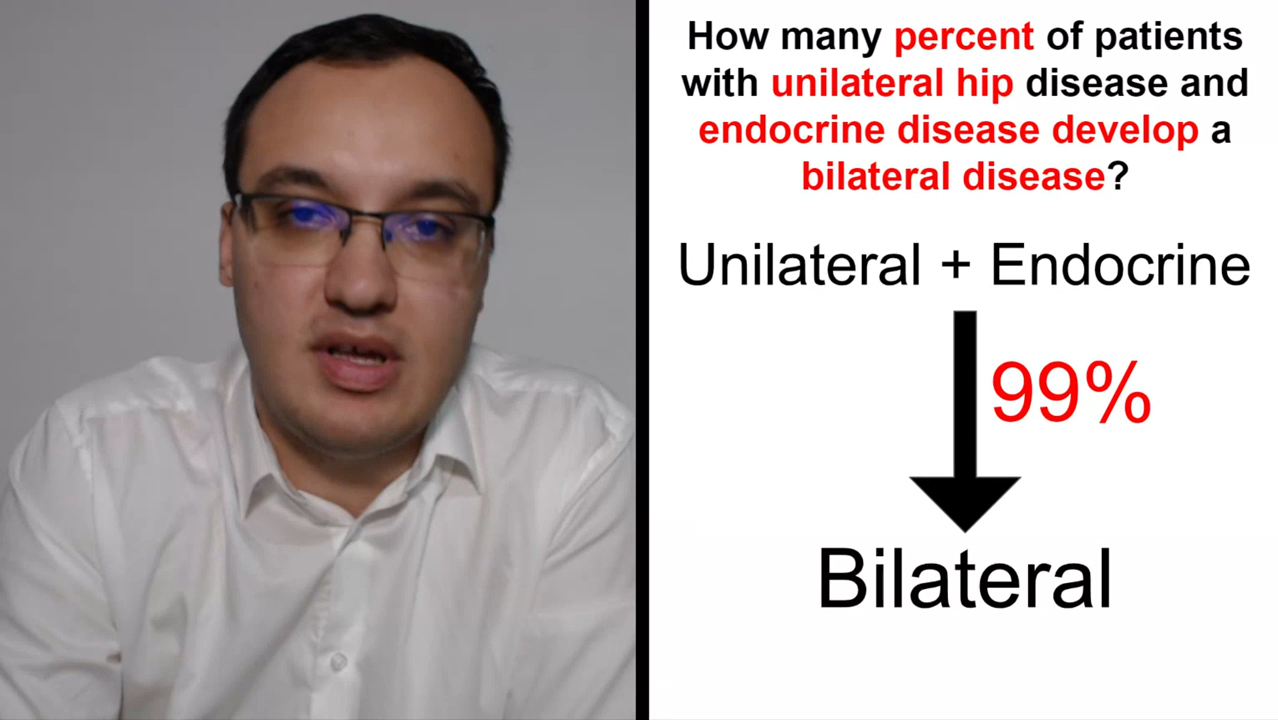 How many percent of patients
with unilateral hip disease and
endocrine disease develop a
bilateral disease?
Unilateral + Endocrine
99%
Bilateral